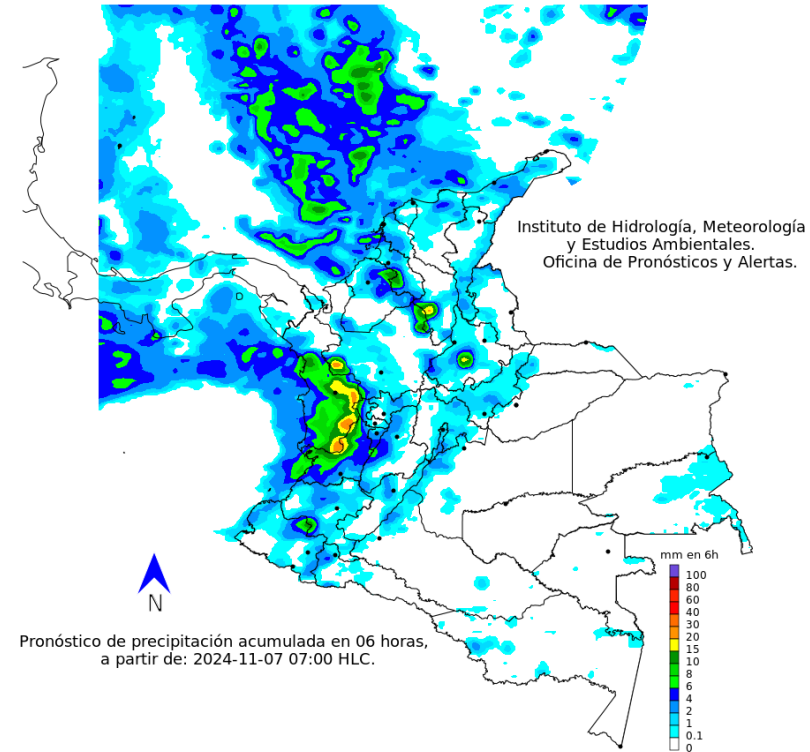 Instituto de Hidrología, Meteorología
y Estudios Ambientales.
Oficina de Pronósticos y Alertas.
mm en 6h
100
80
60
40
30
20
15
10
8
6
4
2
1
0.1
0
N
Pronóstico de precipitación acumulada en 06 horas,
a partir de: 2024-11-07 07:00 HLC.